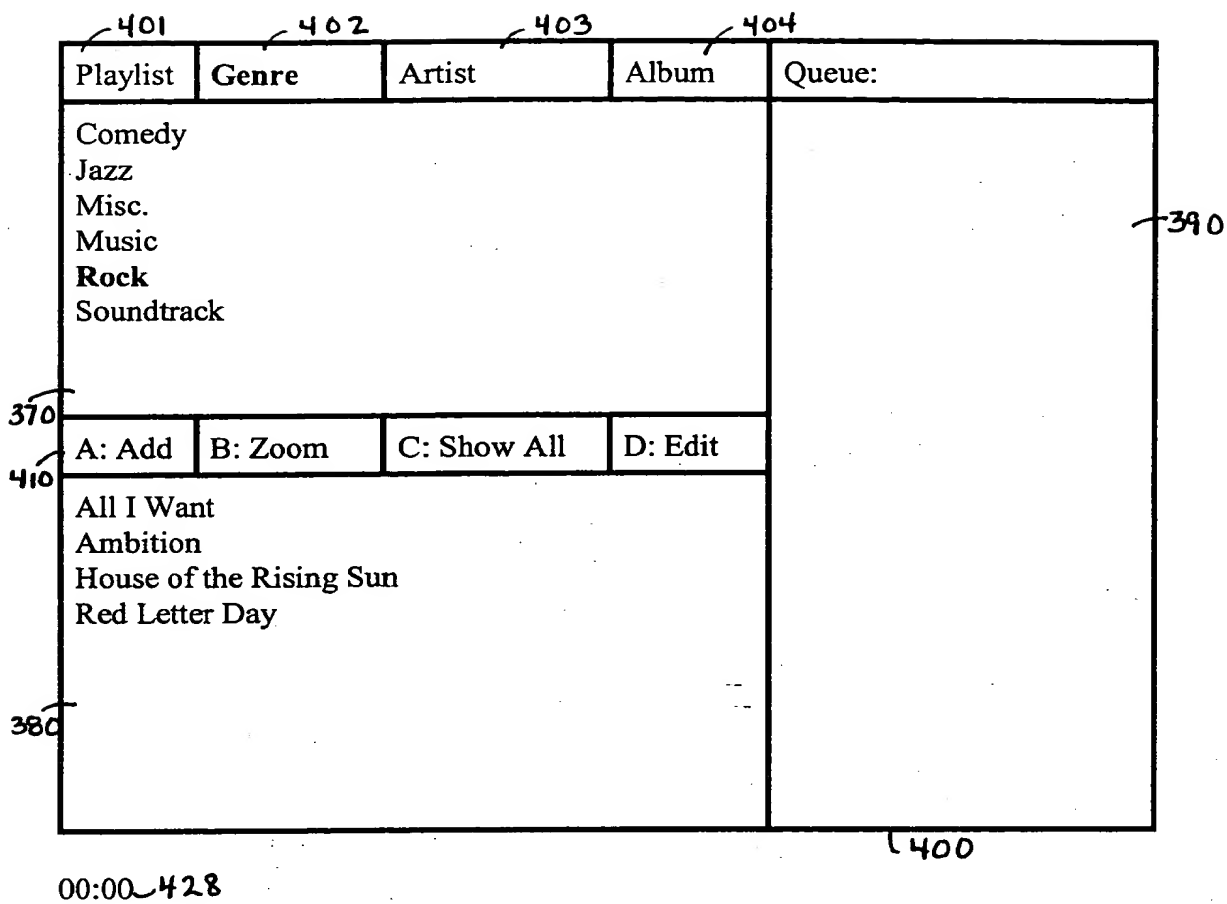 401 402 403 404
Playlist Genre Artist Album Queue:
Comedy
Jazz
Misc.
Music
Rock
Soundtrack
390
370
A: Add B: Zoom C: Show All D: Edit
410
All I Want
Ambition
House of the Rising Sun
Red Letter Day
380
400
00:00 428